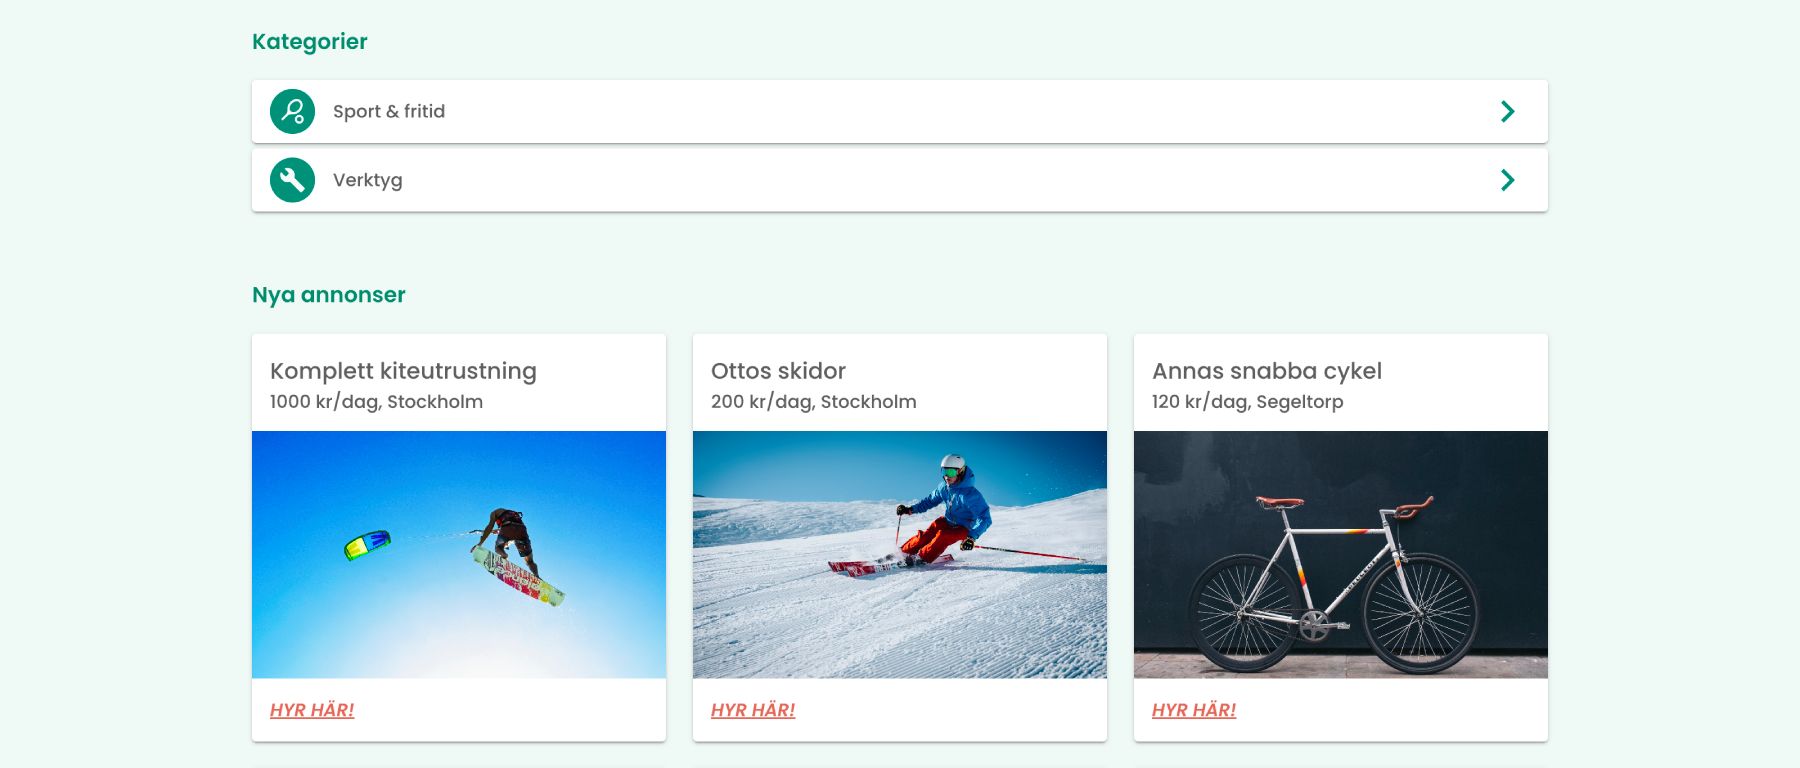 Kategorier
Sport & fritid
Verktyg
Nya annonser
Komplett kiteutrustning
1000 kr/dag, Stockholm
HYR HÄR!
Ottos skidor
200 kr/dag, Stockholm
HYR HÄR!
Annas snabba cykel
120 kr/dag, Segeltorp
HYR HÄR!